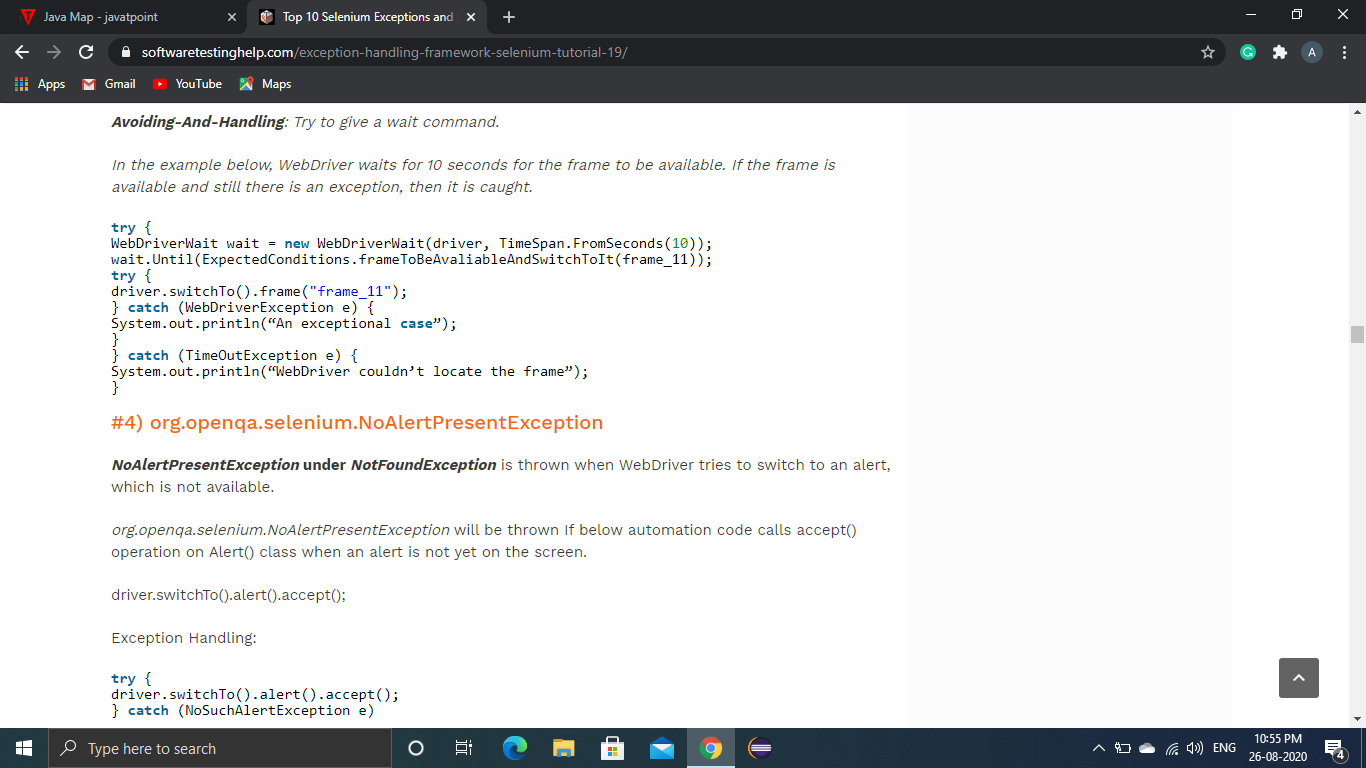 Java Map - javatpoint
Top 10 Selenium Exceptions and
softwaretestinghelp.com/exception-handling-framework-selenium-tutorial-19/
G
A
Apps
Gmail
YouTube
Maps
Avoiding-And-Handling: Try to give a wait command.
In the example below, WebDriver waits for 10 seconds for the frame to be available. If the frame is
available and still there is an exception, then it is caught.
try {
WebDriverWait wait = new WebDriverWait(driver, TimeSpan.FromSeconds(10));
wait.Until(ExpectedConditions.frameToBeAvaliableAndSwitchToIt(frame_11));
try {
driver.switchTo().frame("frame_11");
} catch (WebDriverException e) {
System.out.println(“An exceptional case”);
}
} catch (TimeOutException e) {
System.out.println(“WebDriver couldn’t locate the frame”);
}
#4) org.openqa.selenium.NoAlertPresentException
NoAlertPresentException under NotFoundException is thrown when WebDriver tries to switch to an alert,
which is not available.
org.openqa.selenium.NoAlertPresentException will be thrown If below automation code calls accept()
operation on Alert() class when an alert is not yet on the screen.
driver.switchTo().alert().accept();
Exception Handling:
try {
driver.switchTo().alert().accept();
} catch (NoSuchAlertException e)
Type here to search
ENG
10:55 PM
26-08-2020
4